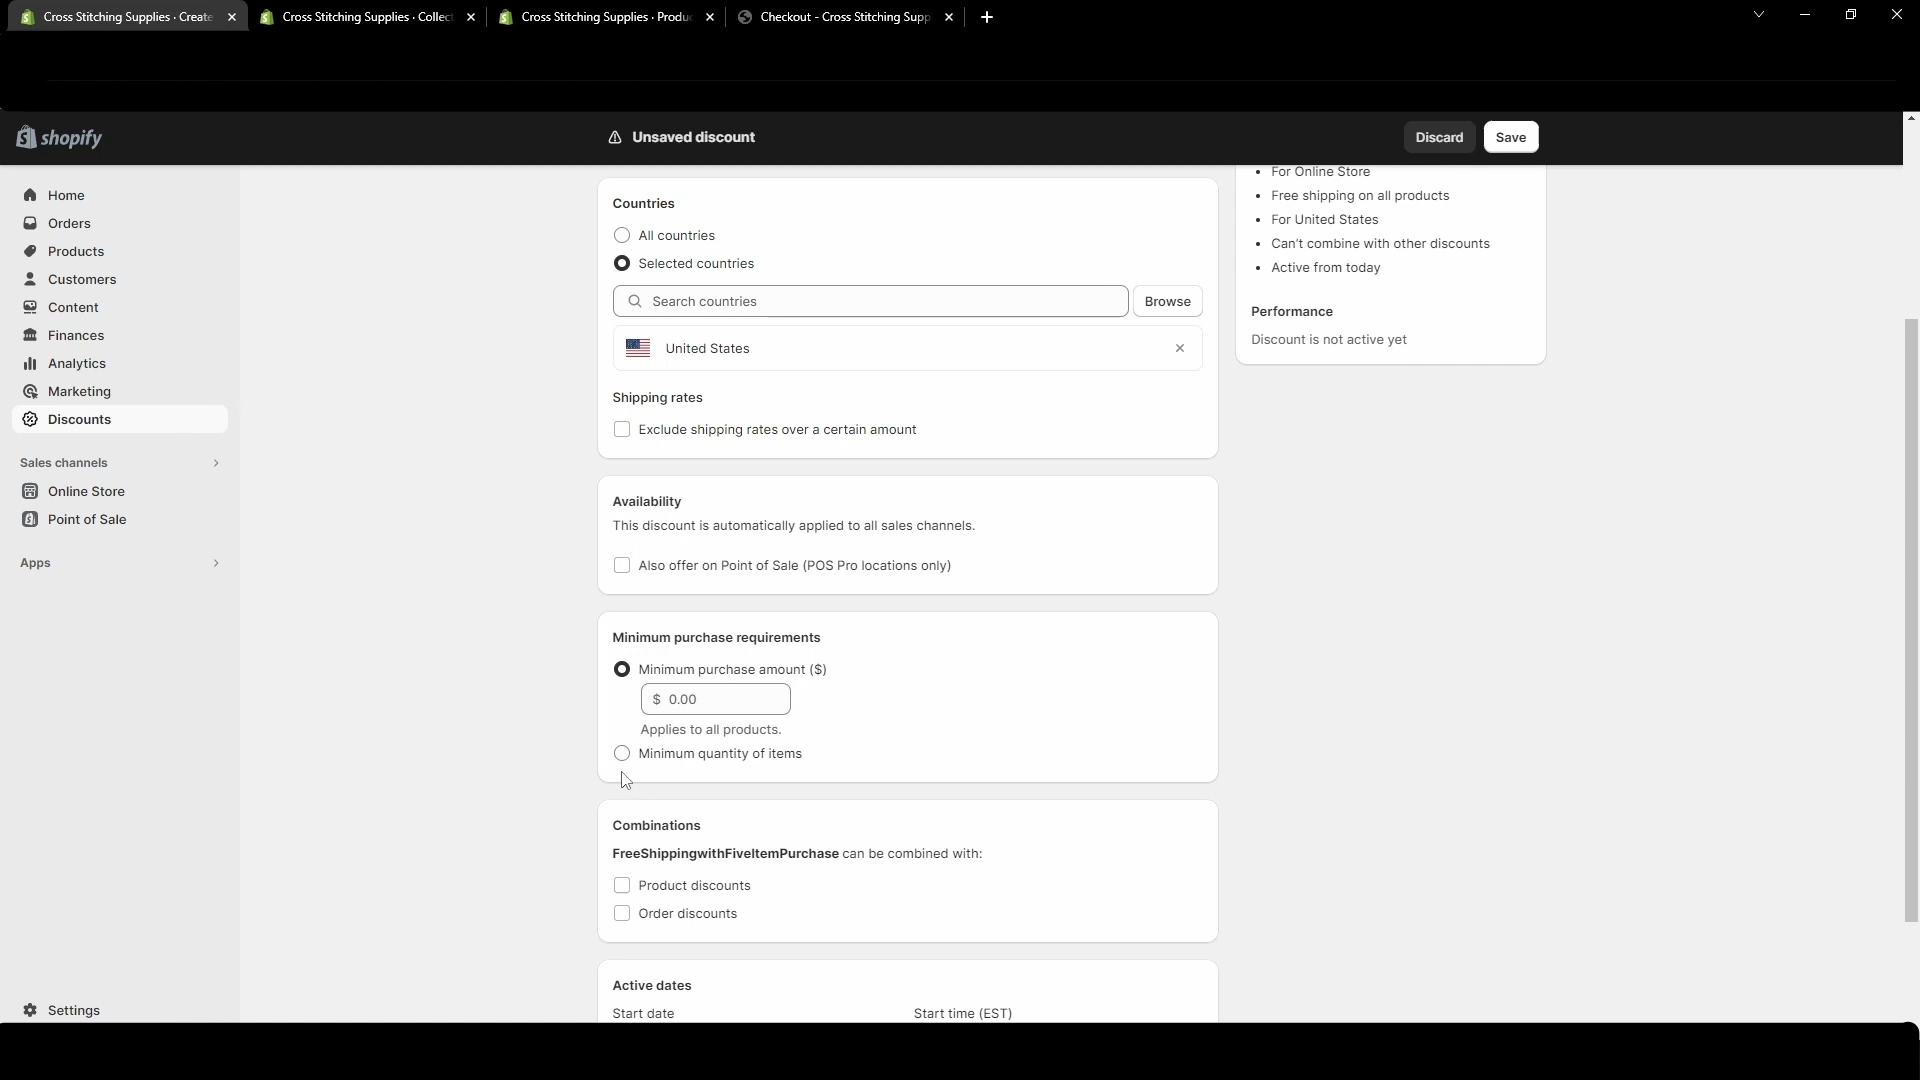 Cross Stitching Supplies · Create
Cross Stitching Supplies · Collect
Cross Stitching Supplies · Produc
Checkout - Cross Stitching Supp
shopify
Unsaved discount
Discard
Save
Home
Orders
Products
Customers
Content
Finances
Analytics
Marketing
Discounts
Sales channels
Online Store
Point of Sale
Apps
Settings
Countries
All countries
Selected countries
Search countries
Browse
United States
Shipping rates
Exclude shipping rates over a certain amount
Availability
This discount is automatically applied to all sales channels.
Also offer on Point of Sale (POS Pro locations only)
Minimum purchase requirements
Minimum purchase amount ($)
$ 0.00
Applies to all products.
Minimum quantity of items
Combinations
FreeShippingwithFiveItemPurchase can be combined with:
Product discounts
Order discounts
Active dates
Start date
Start time (EST)
For Online Store
Free shipping on all products
For United States
Can't combine with other discounts
Active from today
Performance
Discount is not active yet